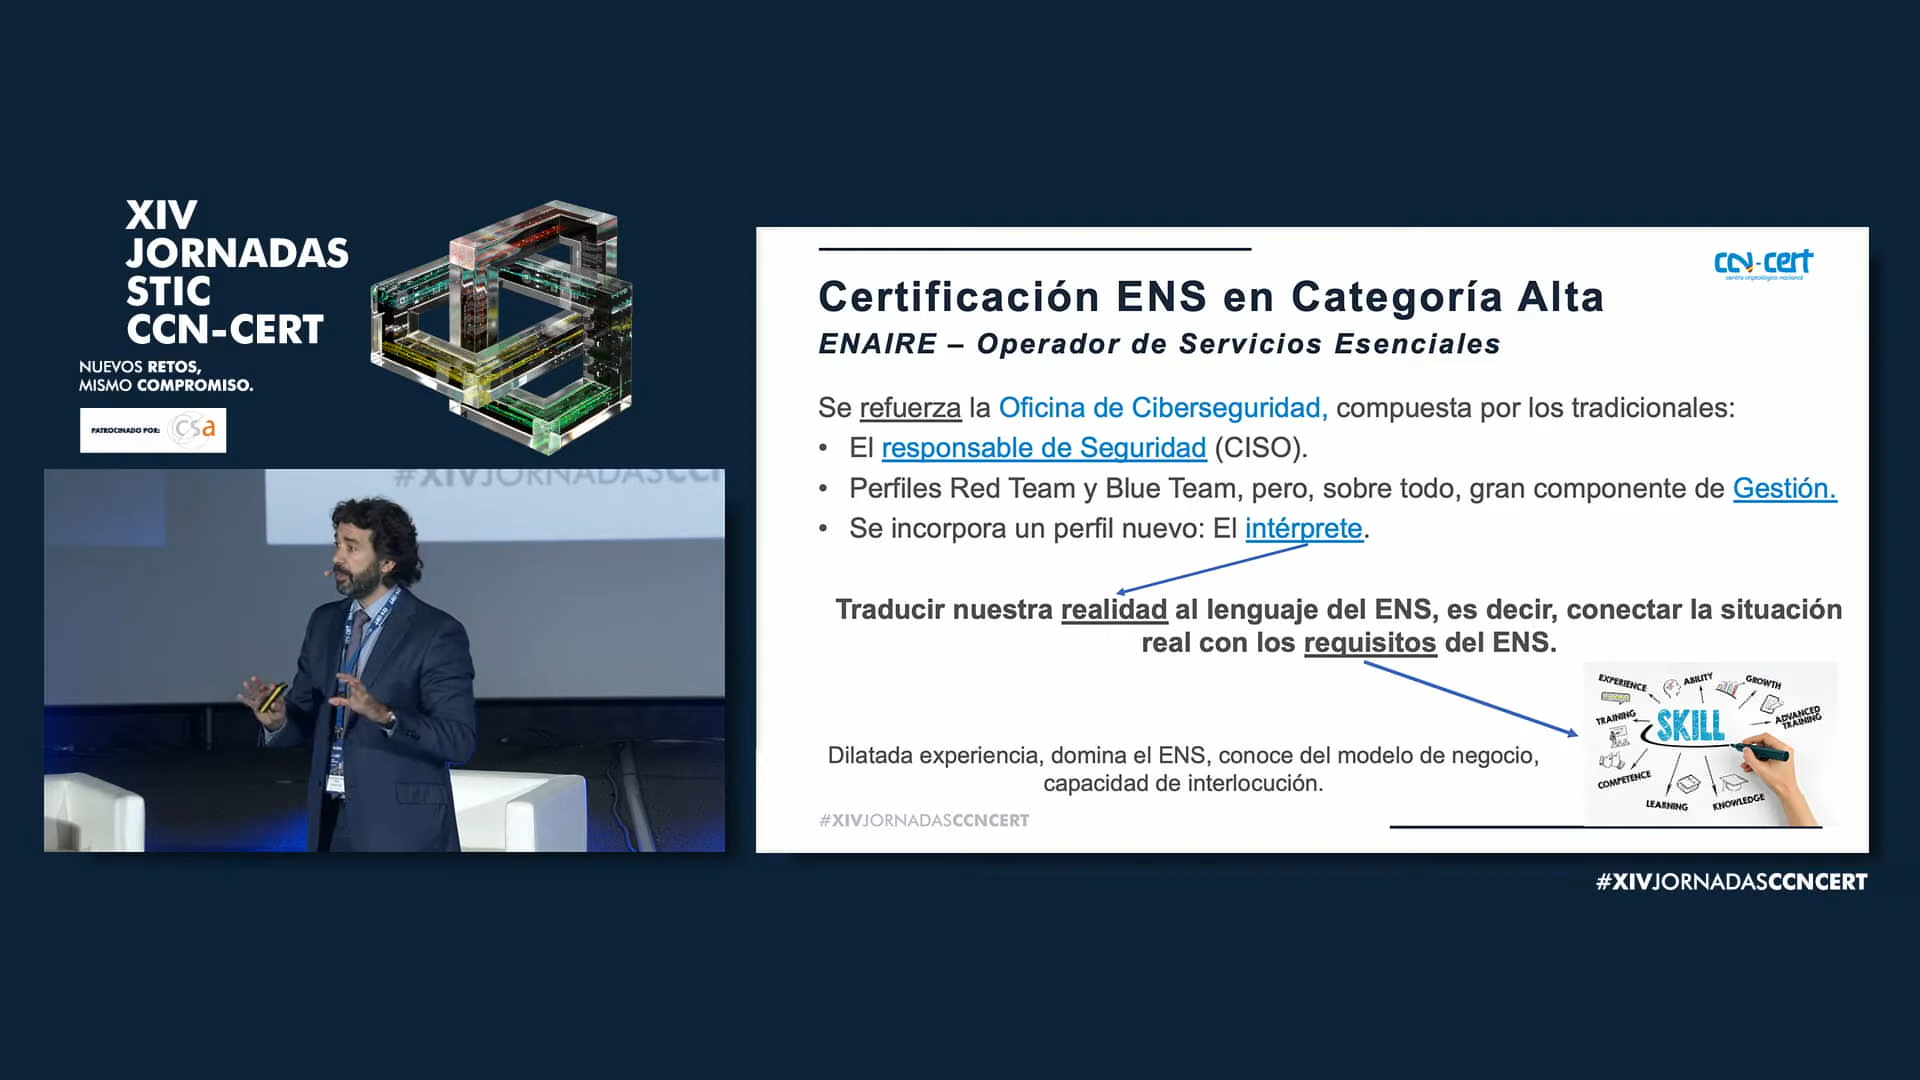 XIV
JORNADAS
STIC
CCN-CERT
NUEVOS RETOS,
MISMO COMPROMISO.
PATROCINADO POR: csa
#XIVJORNADASCC
ccn-cert
centro criptológico nacional
Certificación ENS en Categoría Alta
ENAIRE – Operador de Servicios Esenciales
Se refuerza la Oficina de Ciberseguridad, compuesta por los tradicionales:
• El responsable de Seguridad (CISO).
• Perfiles Red Team y Blue Team, pero, sobre todo, gran componente de Gestión.
• Se incorpora un perfil nuevo: El intérprete.
Traducir nuestra realidad al lenguaje del ENS, es decir, conectar la situación
real con los requisitos del ENS.
Dilatada experiencia, domina el ENS, conoce del modelo de negocio,
capacidad de interlocución.
EXPERIENCE
ABILITY
GROWTH
TRAINING
SKILL
ADVANCED
TRAINING
COMPETENCE
LEARNING
KNOWLEDGE
#XIVJORNADASCCNCERT
#XIVJORNADASCCNCERT